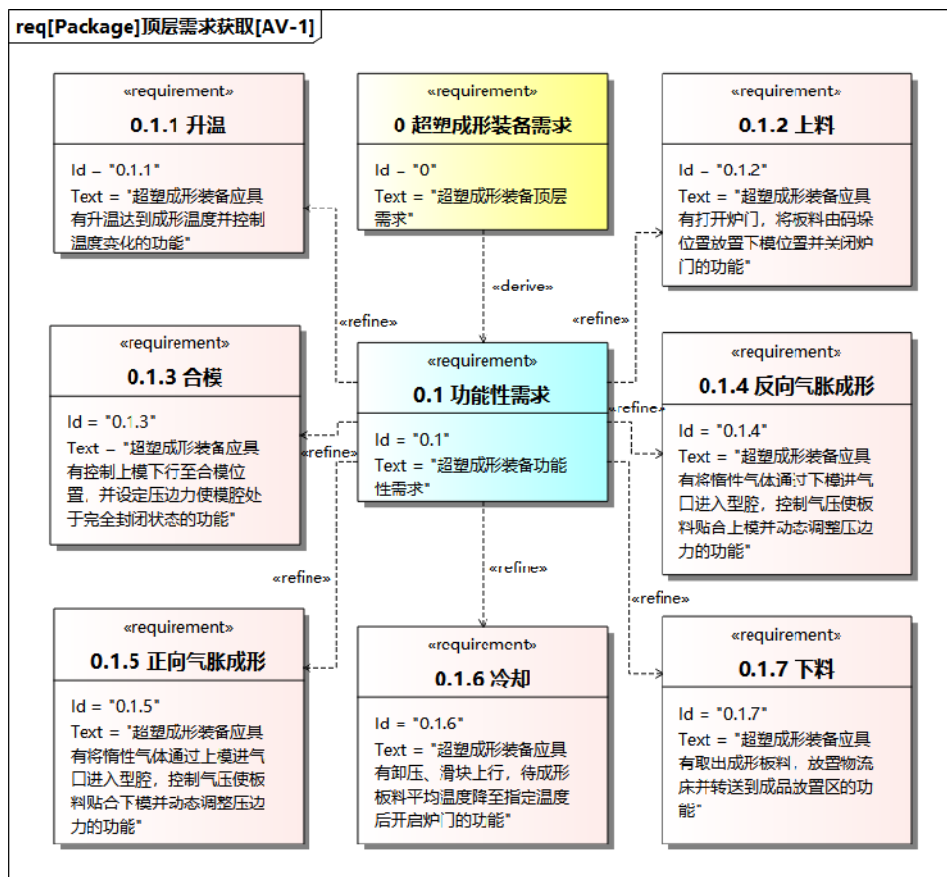 req[Package]顶层需求获取[AV-1]
«requirement»
0.1.1 升温
Id = "0.1.1"
Text = "超塑成形装备应具
有升温达到成形温度并控制
温度变化的功能"
«requirement»
0 超塑成形装备需求
Id = "0"
Text = "超塑成形装备顶层
需求"
«requirement»
0.1.2 上料
Id = "0.1.2"
Text = "超塑成形装备应具
有打开炉门，将板料由码垛
位置放置下模位置并关闭炉
门的功能"
«derive»
«refine»
«refine»
«requirement»
0.1.3 合模
Id = "0.1.3"
Text = "超塑成形装备应具
有控制上模下行至合模位
置，并设定压边力使模腔处
于完全封闭状态的功能"
«requirement»
0.1 功能性需求
Id = "0.1"
Text = "超塑成形装备功能
性需求"
«requirement»
0.1.4 反向气胀成形
Id = "0.1.4"
Text = "超塑成形装备应具
有将惰性气体通过下模进气
口进入型腔，控制气压使板
料贴合上模并动态调整压边
力的功能"
«refine»
«refine»
«refine»
«refine»
«refine»
«requirement»
0.1.5 正向气胀成形
Id = "0.1.5"
Text = "超塑成形装备应具
有将惰性气体通过上模进气
口进入型腔，控制气压使板
料贴合下模并动态调整压边
力的功能"
«requirement»
0.1.6 冷却
Id = "0.1.6"
Text = "超塑成形装备应具
有卸压、滑块上行，待成形
板料平均温度降至指定温度
后开启炉门的功能"
«requirement»
0.1.7 下料
Id = "0.1.7"
Text = "超塑成形装备应具
有取出成形板料，放置物流
床并转送到成品放置区的功
能"